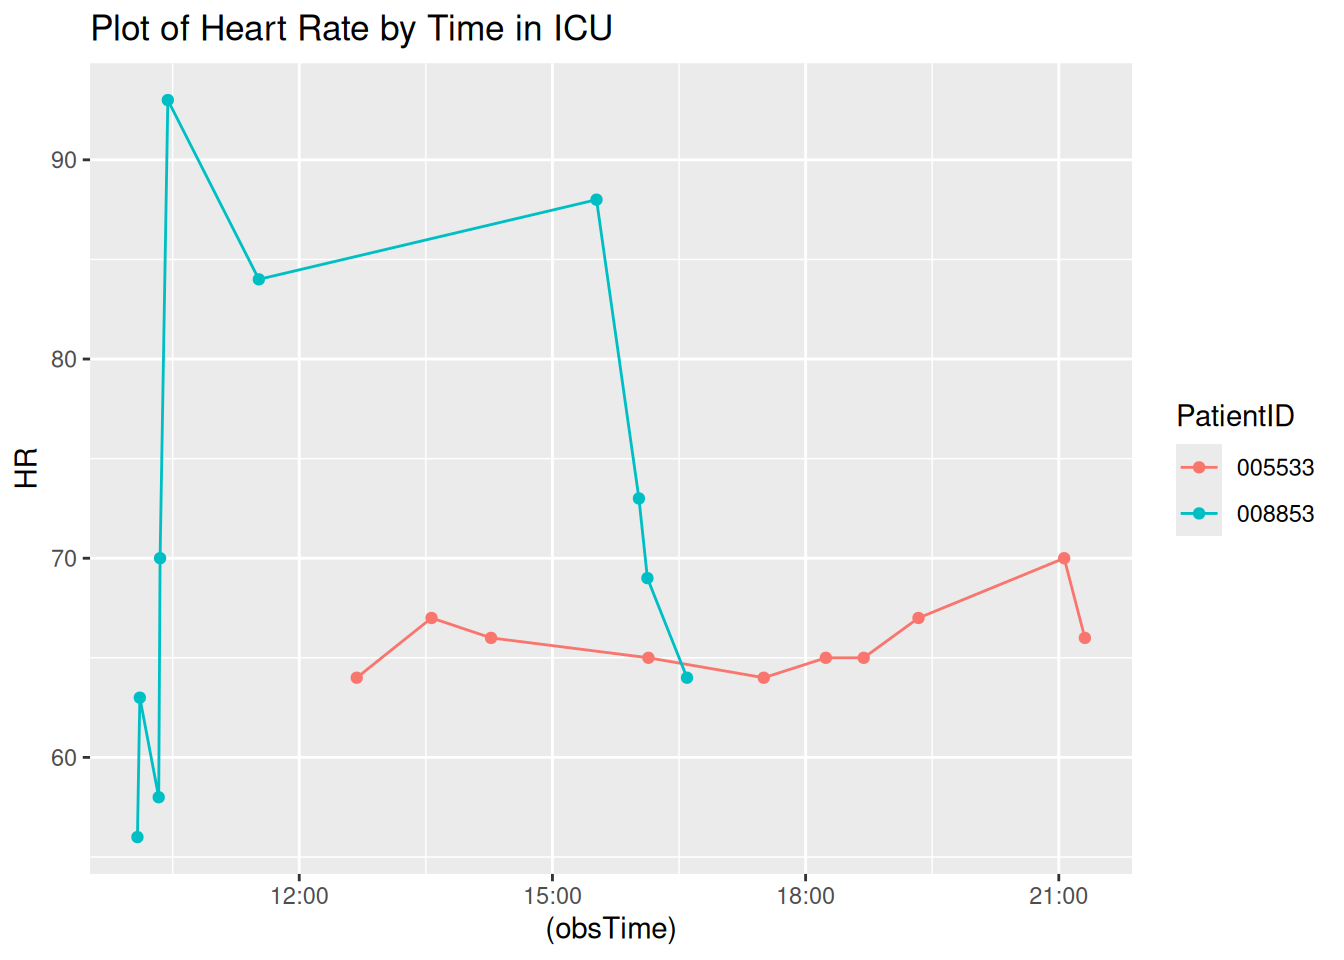 Plot of Heart Rate by Time in ICU
90
80
70
60
HR
12:00 15:00 18:00 21:00
(obsTime)
PatientID
005533
008853